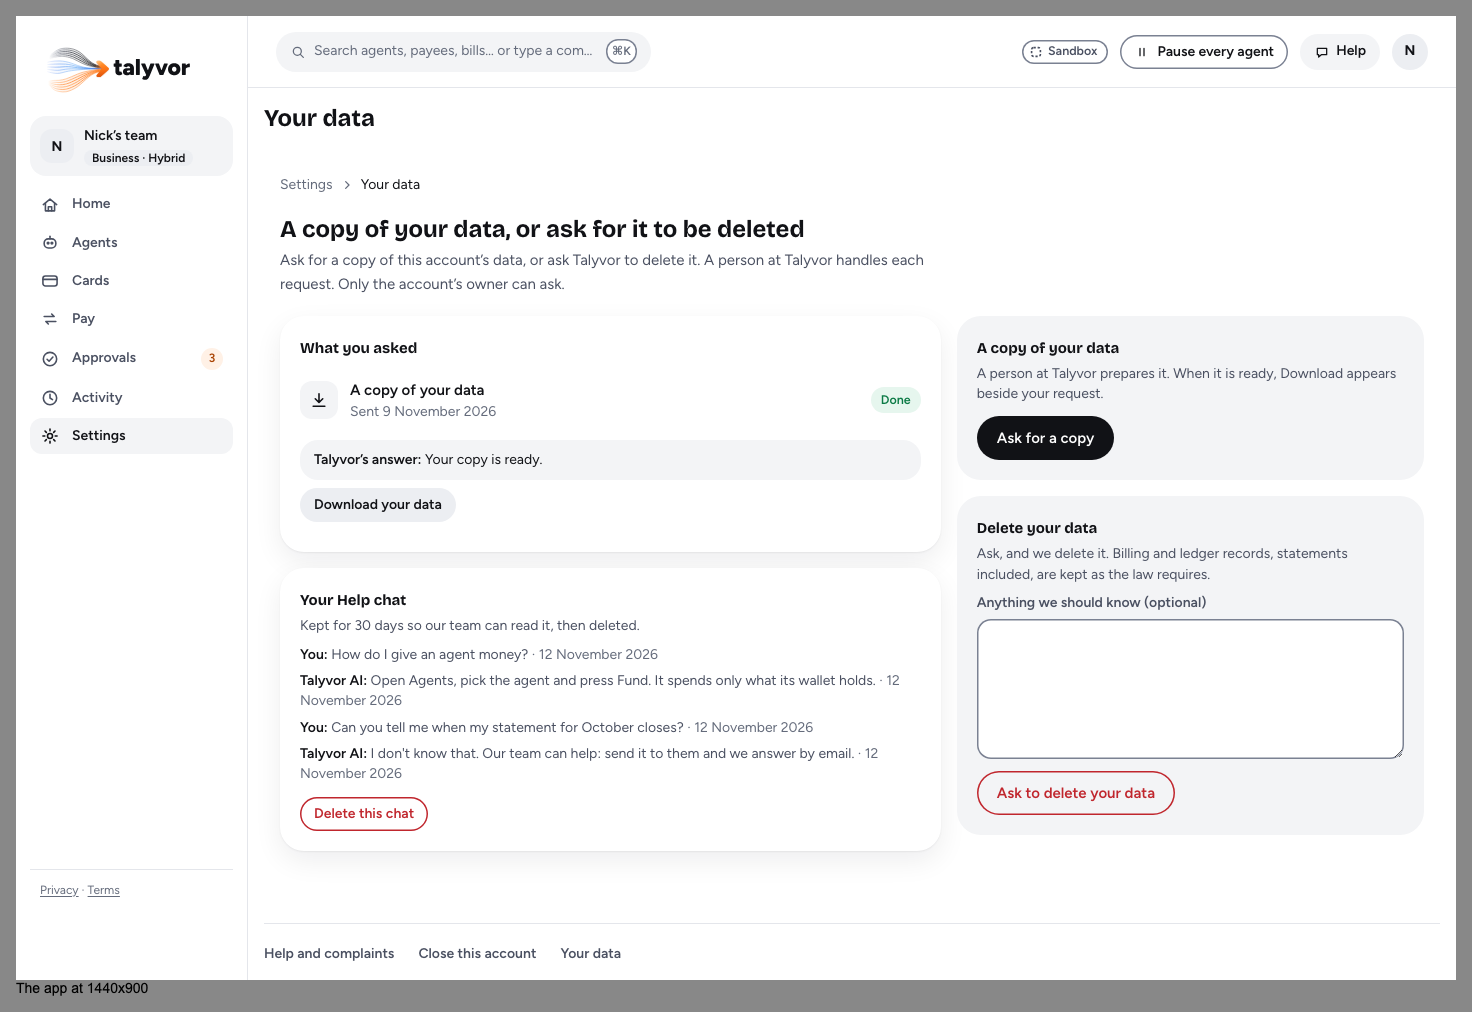 talyvor
Search agents, payees, bills... or type a com...
⌘K
Sandbox
Pause every agent
Help
N
N
Nick’s team
Business · Hybrid
Home
Agents
Cards
Pay
Approvals
3
Activity
Settings
Privacy · Terms
Your data
Settings
Your data
A copy of your data, or ask for it to be deleted
Ask for a copy of this account’s data, or ask Talyvor to delete it. A person at Talyvor handles each
request. Only the account’s owner can ask.
What you asked
A copy of your data
Sent 9 November 2026
Done
Talyvor’s answer: Your copy is ready.
Download your data
Your Help chat
Kept for 30 days so our team can read it, then deleted.
You: How do I give an agent money? · 12 November 2026
Talyvor AI: Open Agents, pick the agent and press Fund. It spends only what its wallet holds. · 12
November 2026
You: Can you tell me when my statement for October closes? · 12 November 2026
Talyvor AI: I don't know that. Our team can help: send it to them and we answer by email. · 12
November 2026
Delete this chat
A copy of your data
A person at Talyvor prepares it. When it is ready, Download appears
beside your request.
Ask for a copy
Delete your data
Ask, and we delete it. Billing and ledger records, statements
included, are kept as the law requires.
Anything we should know (optional)
Ask to delete your data
Help and complaints
Close this account
Your data
The app at 1440x900